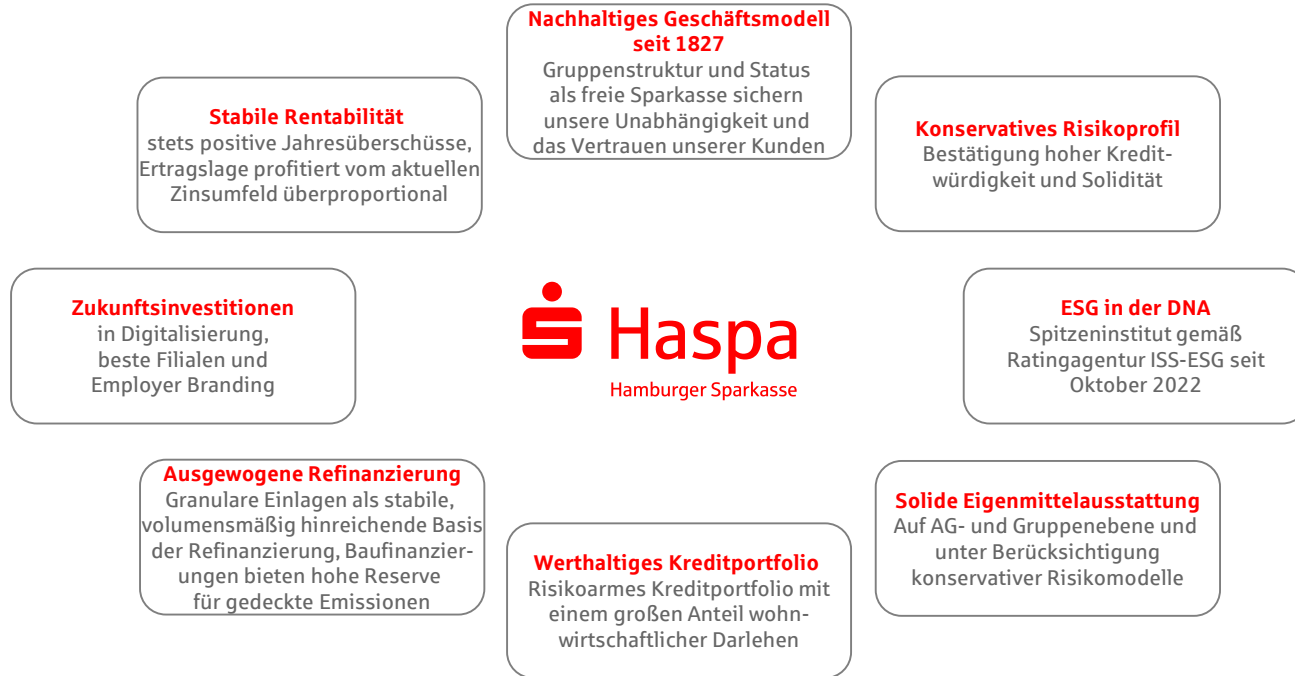 Nachhaltiges Geschäftsmodell
seit 1827
Gruppenstruktur und Status
als freie Sparkasse sichern
unsere Unabhängigkeit und
das Vertrauen unserer Kunden
Stabile Rentabilität
stets positive Jahresüberschüsse,
Ertragslage profitiert vom aktuellen
Zinsumfeld überproportional
Konservatives Risikoprofil
Bestätigung hoher Kredit-
würdigkeit und Solidität
Zukunftsinvestitionen
in Digitalisierung,
beste Filialen und
Employer Branding
Haspa
Hamburger Sparkasse
ESG in der DNA
Spitzeninstitut gemäß
Ratingagentur ISS-ESG seit
Oktober 2022
Ausgewogene Refinanzierung
Granulare Einlagen als stabile,
volumensmäßig hinreichende Basis
der Refinanzierung, Baufinanzier-
ungen bieten hohe Reserve
für gedeckte Emissionen
Werthaltiges Kreditportfolio
Risikoarmes Kreditportfolio mit
einem großen Anteil wohn-
wirtschaftlicher Darlehen
Solide Eigenmittelausstattung
Auf AG- und Gruppenebene und
unter Berücksichtigung
konservativer Risikomodelle